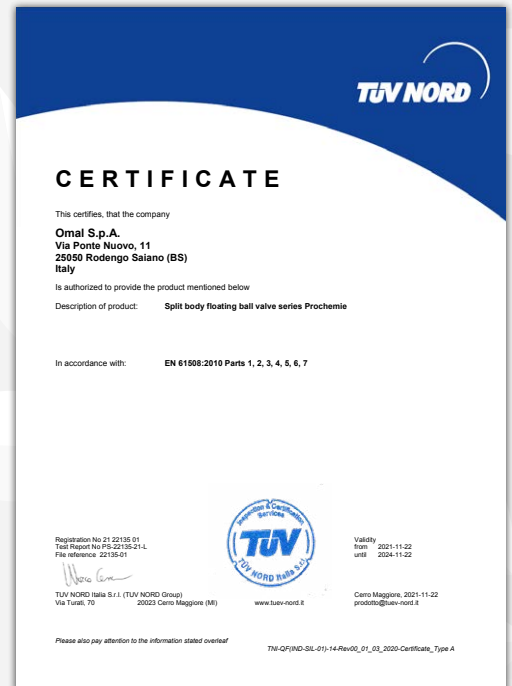 TÜV NORD
CERTIFICATE
This certifies, that the company
Omal S.p.A.
Via Ponte Nuovo, 11
25050 Rodengo Saiano (BS)
Italy
Is authorized to provide the product mentioned below
Description of product: Split body floating ball valve series Prochemie
In accordance with: EN 61508:2010 Parts 1, 2, 3, 4, 5, 6, 7
Inspection & Certification
Services
TÜV
TÜV NORD Italia S.r.l.
Registration No 21 22135 01
Test Report No PS-22135-21-L
File reference 22135-01
Validity
from 2021-11-22
until 2024-11-22
TUV NORD Italia S.r.l. (TUV NORD Group)
Via Turati, 70 20023 Cerro Maggiore (MI) www.tuev-nord.it
Cerro Maggiore, 2021-11-22
prodotto@tuev-nord.it
Please also pay attention to the information stated overleaf
TNI-QF(IND-SIL-01)-14-Rev00_01_03_2020-Certificate_Type A